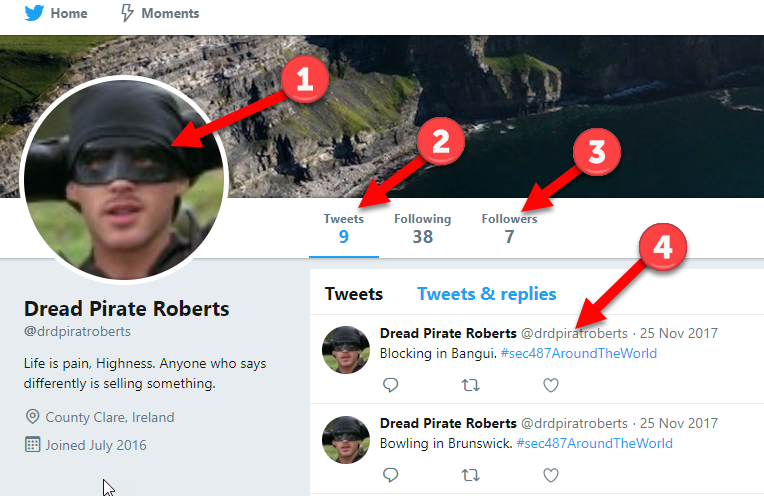 Home
Moments
1
2
3
Tweets
9
Following
38
Followers
7
4
Dread Pirate Roberts
@drdpiratroberts
Life is pain, Highness. Anyone who says
differently is selling something.
County Clare, Ireland
Joined July 2016
Tweets Tweets & replies
Dread Pirate Roberts @drdpiratroberts · 25 Nov 2017
Blocking in Bangui. #sec487AroundTheWorld
Dread Pirate Roberts @drdpiratroberts · 25 Nov 2017
Bowling in Brunswick. #sec487AroundTheWorld